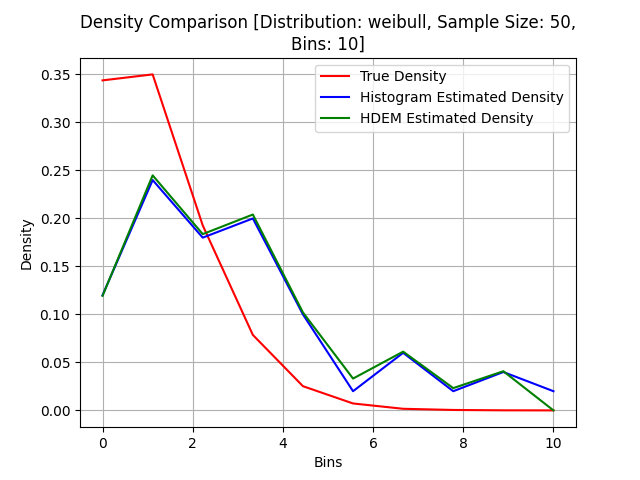 Density Comparison [Distribution: weibull, Sample Size: 50,
Bins: 10]
True Density
Histogram Estimated Density
HDEM Estimated Density
Density
0.35
0.30
0.25
0.20
0.15
0.10
0.05
0.00
0 2 4 6 8 10
Bins